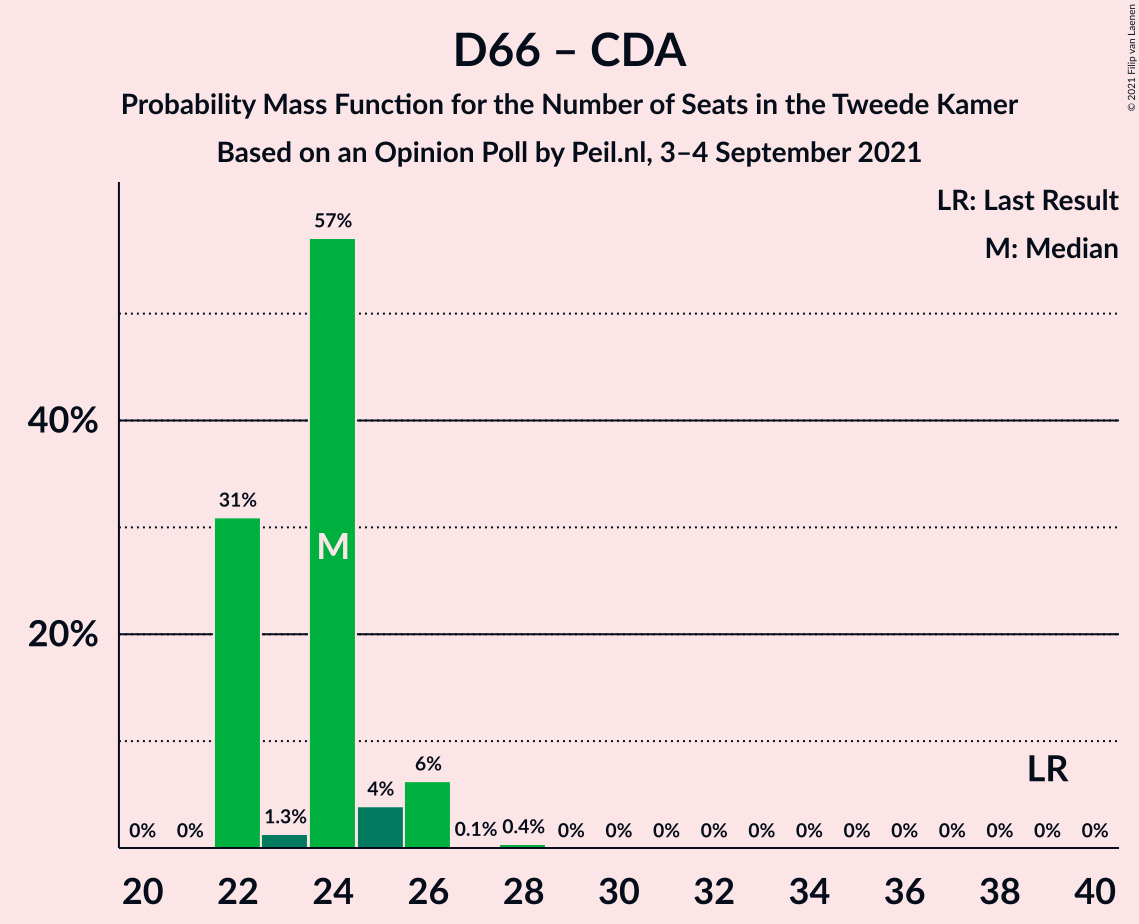 D66 – CDA
Probability Mass Function for the Number of Seats in the Tweede Kamer
Based on an Opinion Poll by Peil.nl, 3–4 September 2021
© 2021 Filip van Laenen
LR: Last Result
M: Median
57%
40%
31%
M
20%
LR
0% 0% 1.3% 4% 6% 0.1% 0.4% 0% 0% 0% 0% 0% 0% 0% 0% 0% 0% 0% 0%
20 22 24 26 28 30 32 34 36 38 40